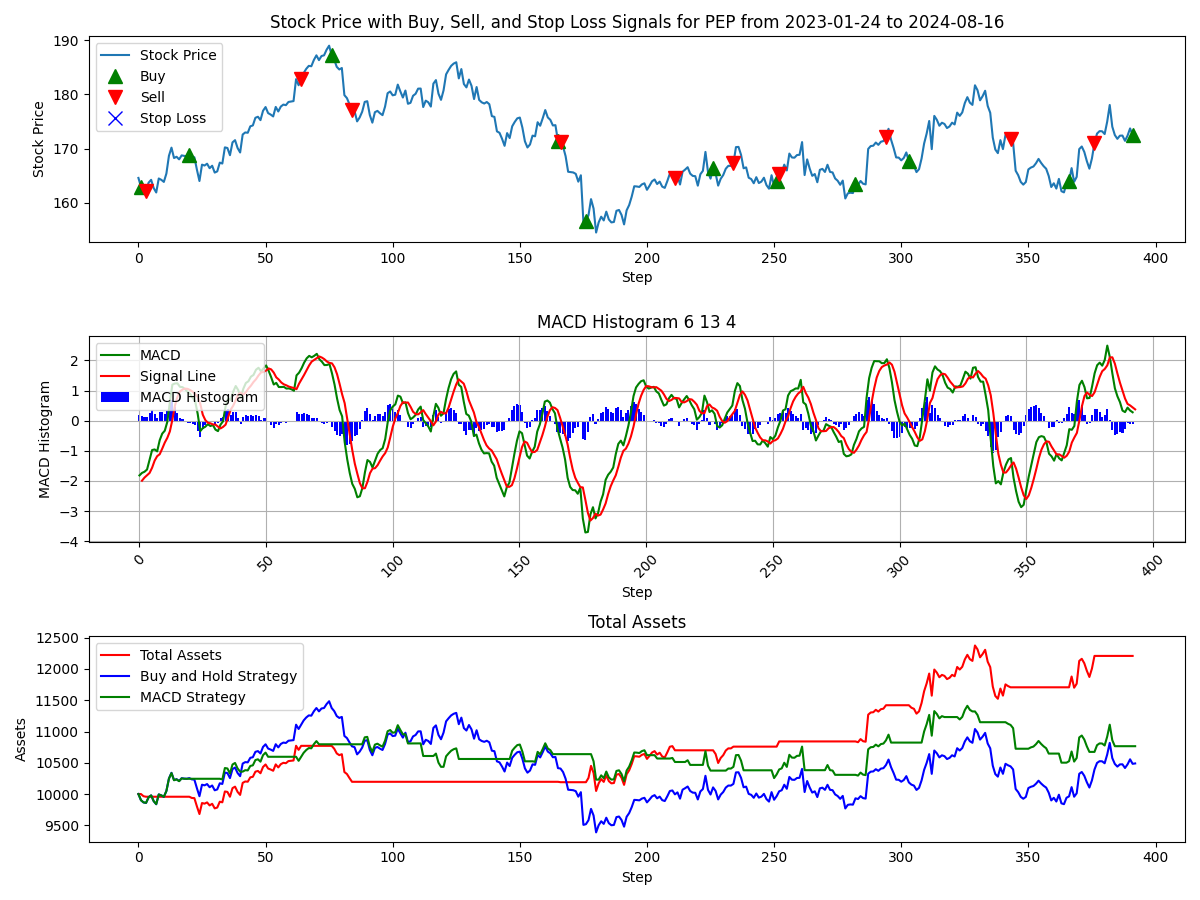 Stock Price with Buy, Sell, and Stop Loss Signals for PEP from 2023-01-24 to 2024-08-16
190
180
170
160
Stock Price
Stock Price
Buy
Sell
Stop Loss
0 50 100 150 200 250 300 350 400
Step
MACD Histogram 6 13 4
2
1
0
−1
−2
−3
−4
MACD Histogram
MACD
Signal Line
MACD Histogram
0 50 100 150 200 250 300 350 400
Step
Total Assets
12500
12000
11500
11000
10500
10000
9500
Assets
Total Assets
Buy and Hold Strategy
MACD Strategy
0 50 100 150 200 250 300 350 400
Step